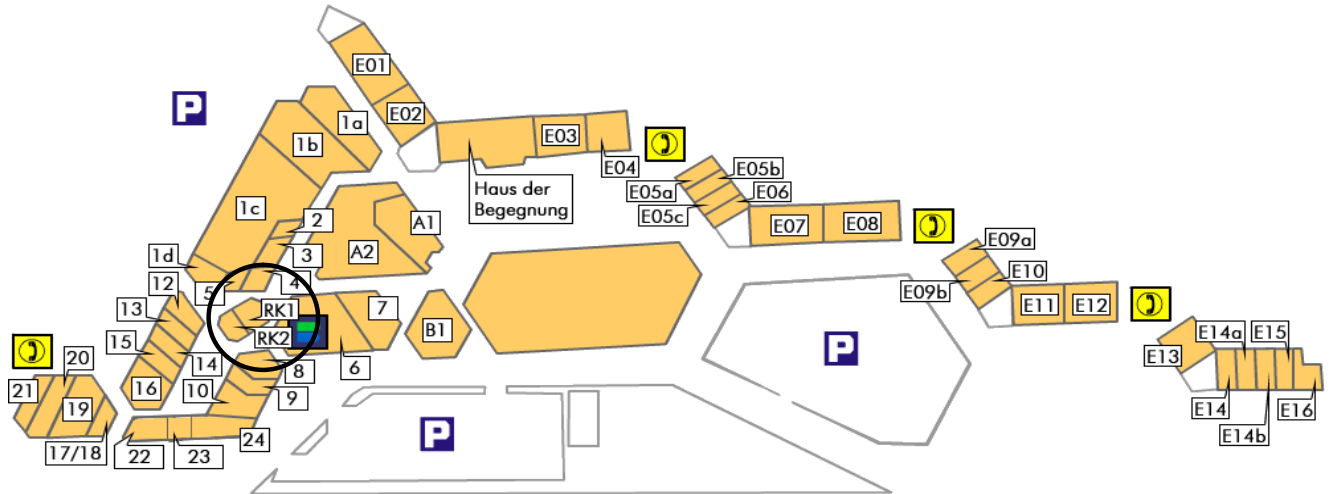 E01
E02
1a
1b
E03
E04
Haus der
Begegnung
E05b
E05a
E06
E05c
E07
E08
1c
2
A1
3
A2
1d
4
12
5
13
RK1
7
RK2
B1
15
14
8
6
20
10
9
21
16
19
24
17/18
22
23
P
P
P
E09a
E10
E09b
E11
E12
E13
E14a
E15
E14
E16
E14b